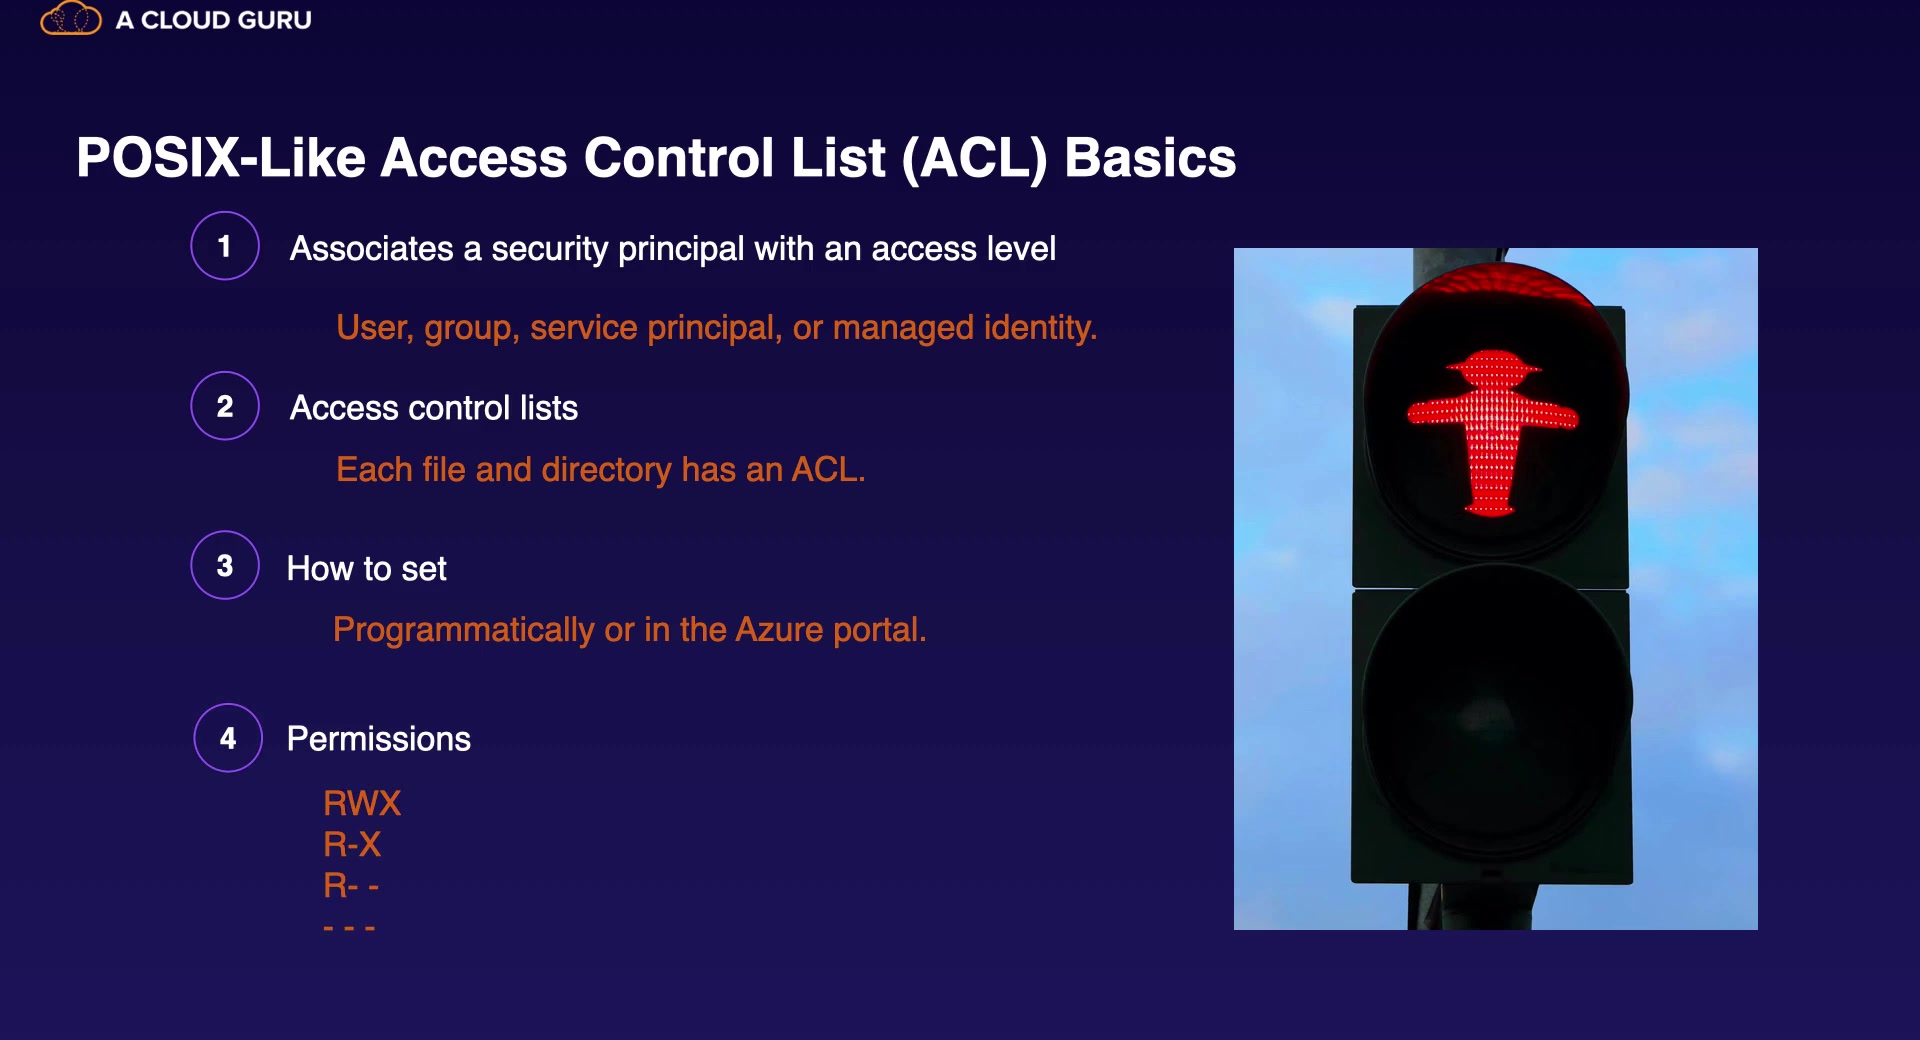 A CLOUD GURU
POSIX-Like Access Control List (ACL) Basics
1 Associates a security principal with an access level
User, group, service principal, or managed identity.
2 Access control lists
Each file and directory has an ACL.
3 How to set
Programmatically or in the Azure portal.
4 Permissions
RWX
R-X
R- -
- - -